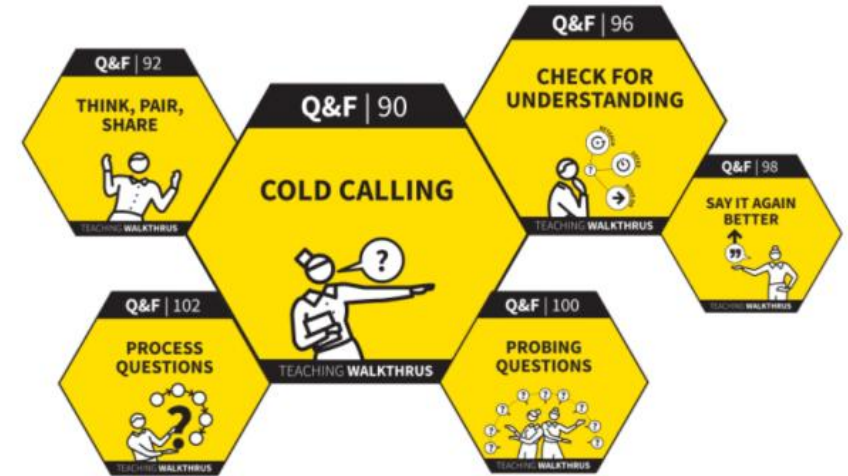 Q&F | 92
THINK, PAIR,
SHARE
TEACHING WALKTHRUS
Q&F | 90
COLD CALLING
?
TEACHING WALKTHRUS
Q&F | 96
CHECK FOR
UNDERSTANDING
?
TEACHING WALKTHRUS
Q&F | 98
SAY IT AGAIN
BETTER
”
TEACHING WALKTHRUS
Q&F | 102
PROCESS
QUESTIONS
?
TEACHING WALKTHRUS
Q&F | 100
PROBING
QUESTIONS
? ? ? ? ? ? ? ? ? ?
TEACHING WALKTHRUS